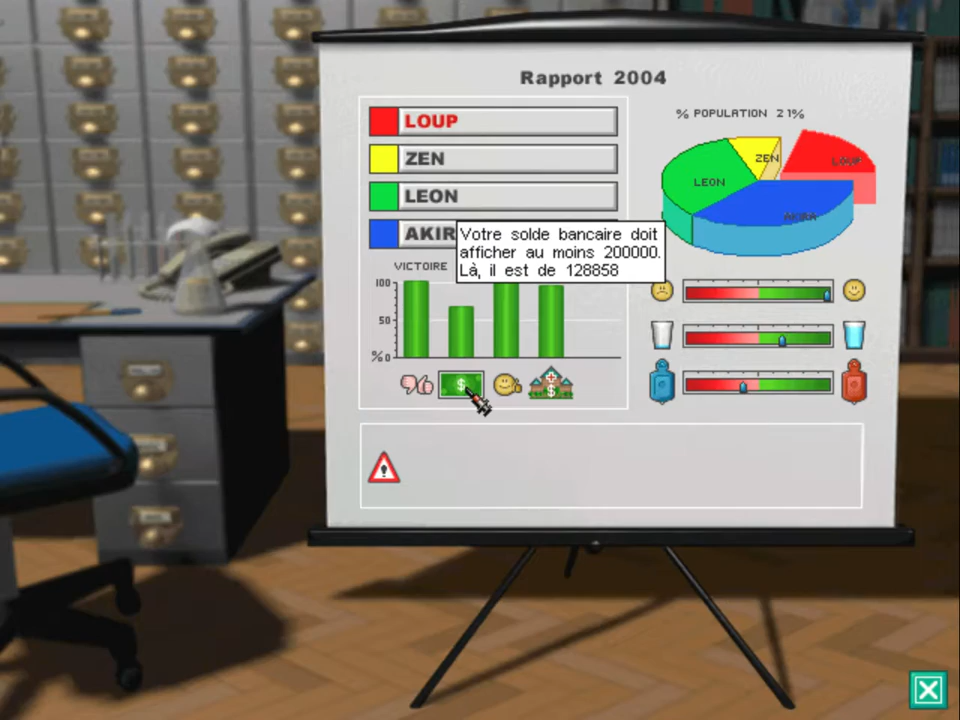 Rapport 2004
LOUP
ZEN
LEON
AKIR
% POPULATION 21%
ZEN
LOUP
LEON
AKIRA
Votre solde bancaire doit
afficher au moins 200000.
Là, il est de 128858
VICTOIRE
100
50
%0
$
$